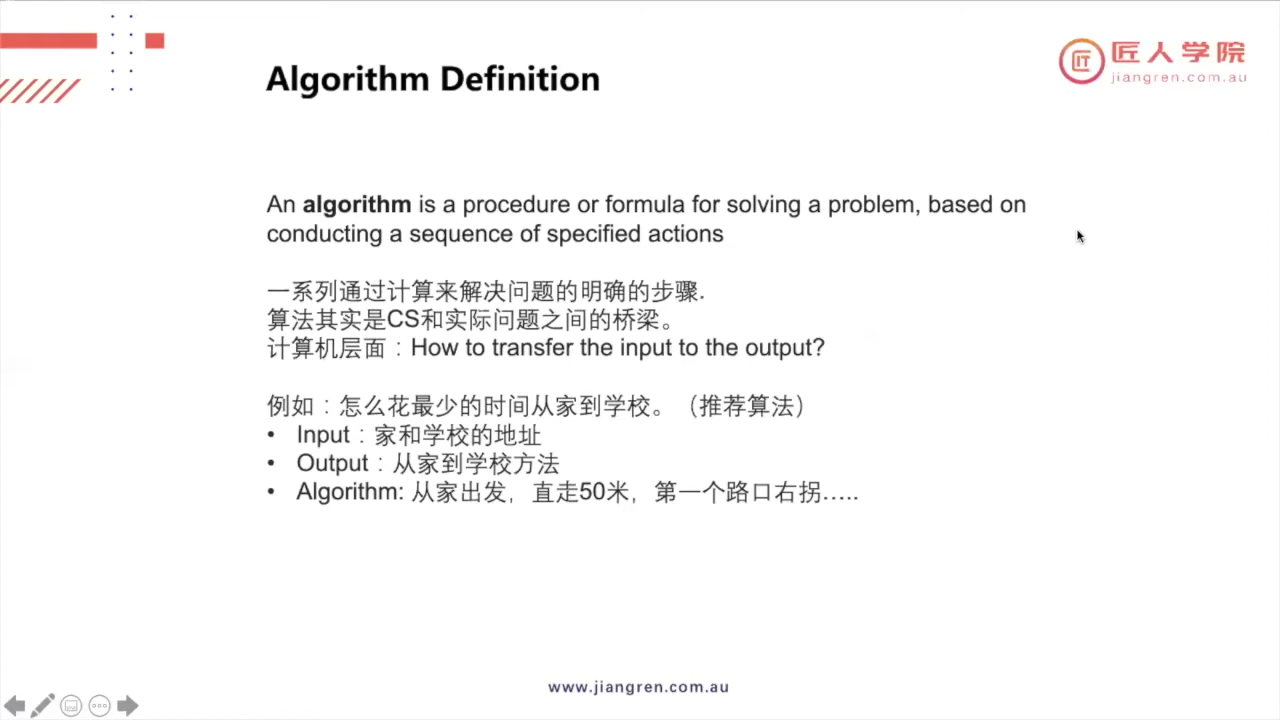 Algorithm Definition
匠人学院
jiangren.com.au
An algorithm is a procedure or formula for solving a problem, based on
conducting a sequence of specified actions
一系列通过计算来解决问题的明确的步骤.
算法其实是CS和实际问题之间的桥梁。
计算机层面：How to transfer the input to the output?
例如：怎么花最少的时间从家到学校。（推荐算法）
• Input：家和学校的地址
• Output：从家到学校方法
• Algorithm: 从家出发，直走50米，第一个路口右拐…..
www.jiangren.com.au